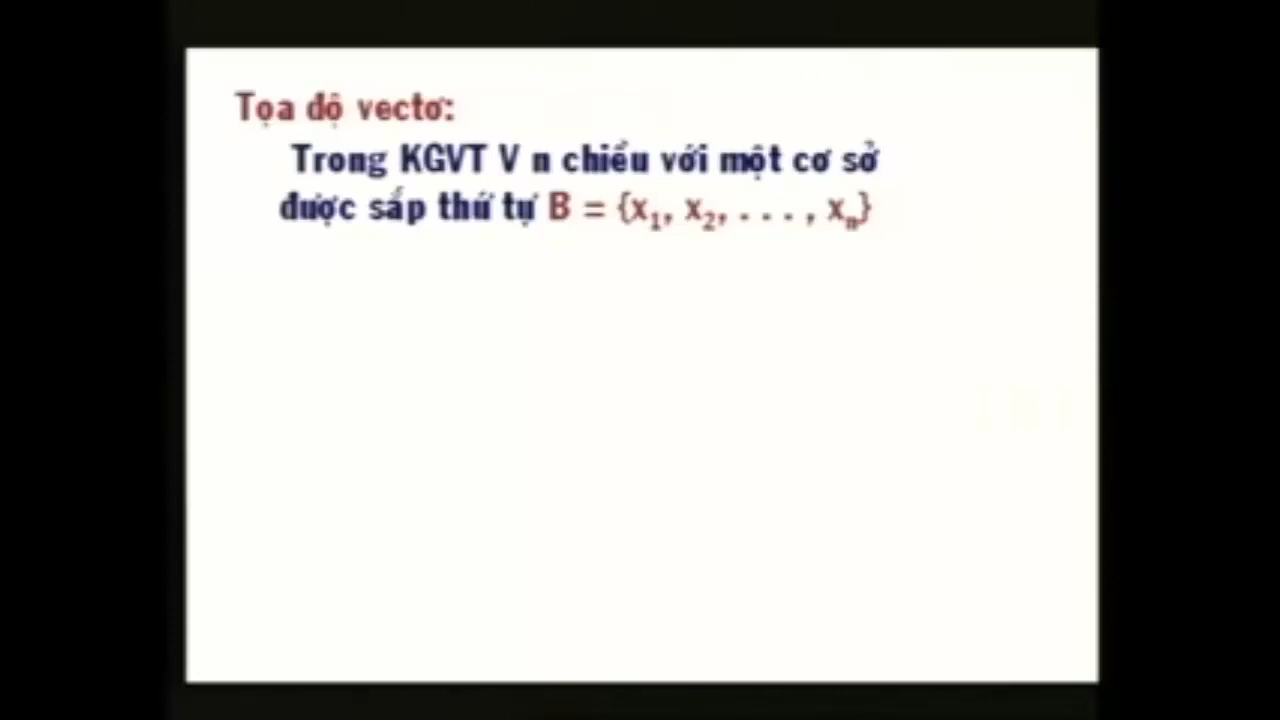 Tọa độ vectơ:
Trong KGVT V n chiều với một cơ sở
được sắp thứ tự B = {x₁, x₂, . . . , xₙ}